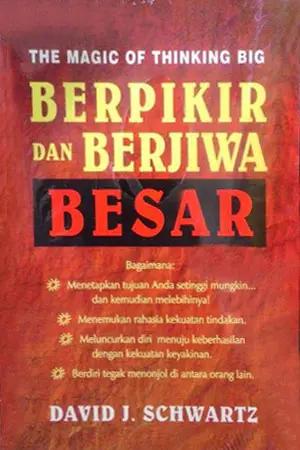 THE MAGIC OF THINKING BIG
BERPIKIR
DAN BERJIWA
BESAR
Bagaimana:
Menetapkan tujuan Anda setinggi mungkin...
dan kemudian melebihinya!
Menemukan rahasia kekuatan tindakan.
Meluncurkan diri menuju keberhasilan
dengan kekuatan keyakinan.
Berdiri tegak menonjol di antara orang lain.
DAVID J. SCHWARTZ